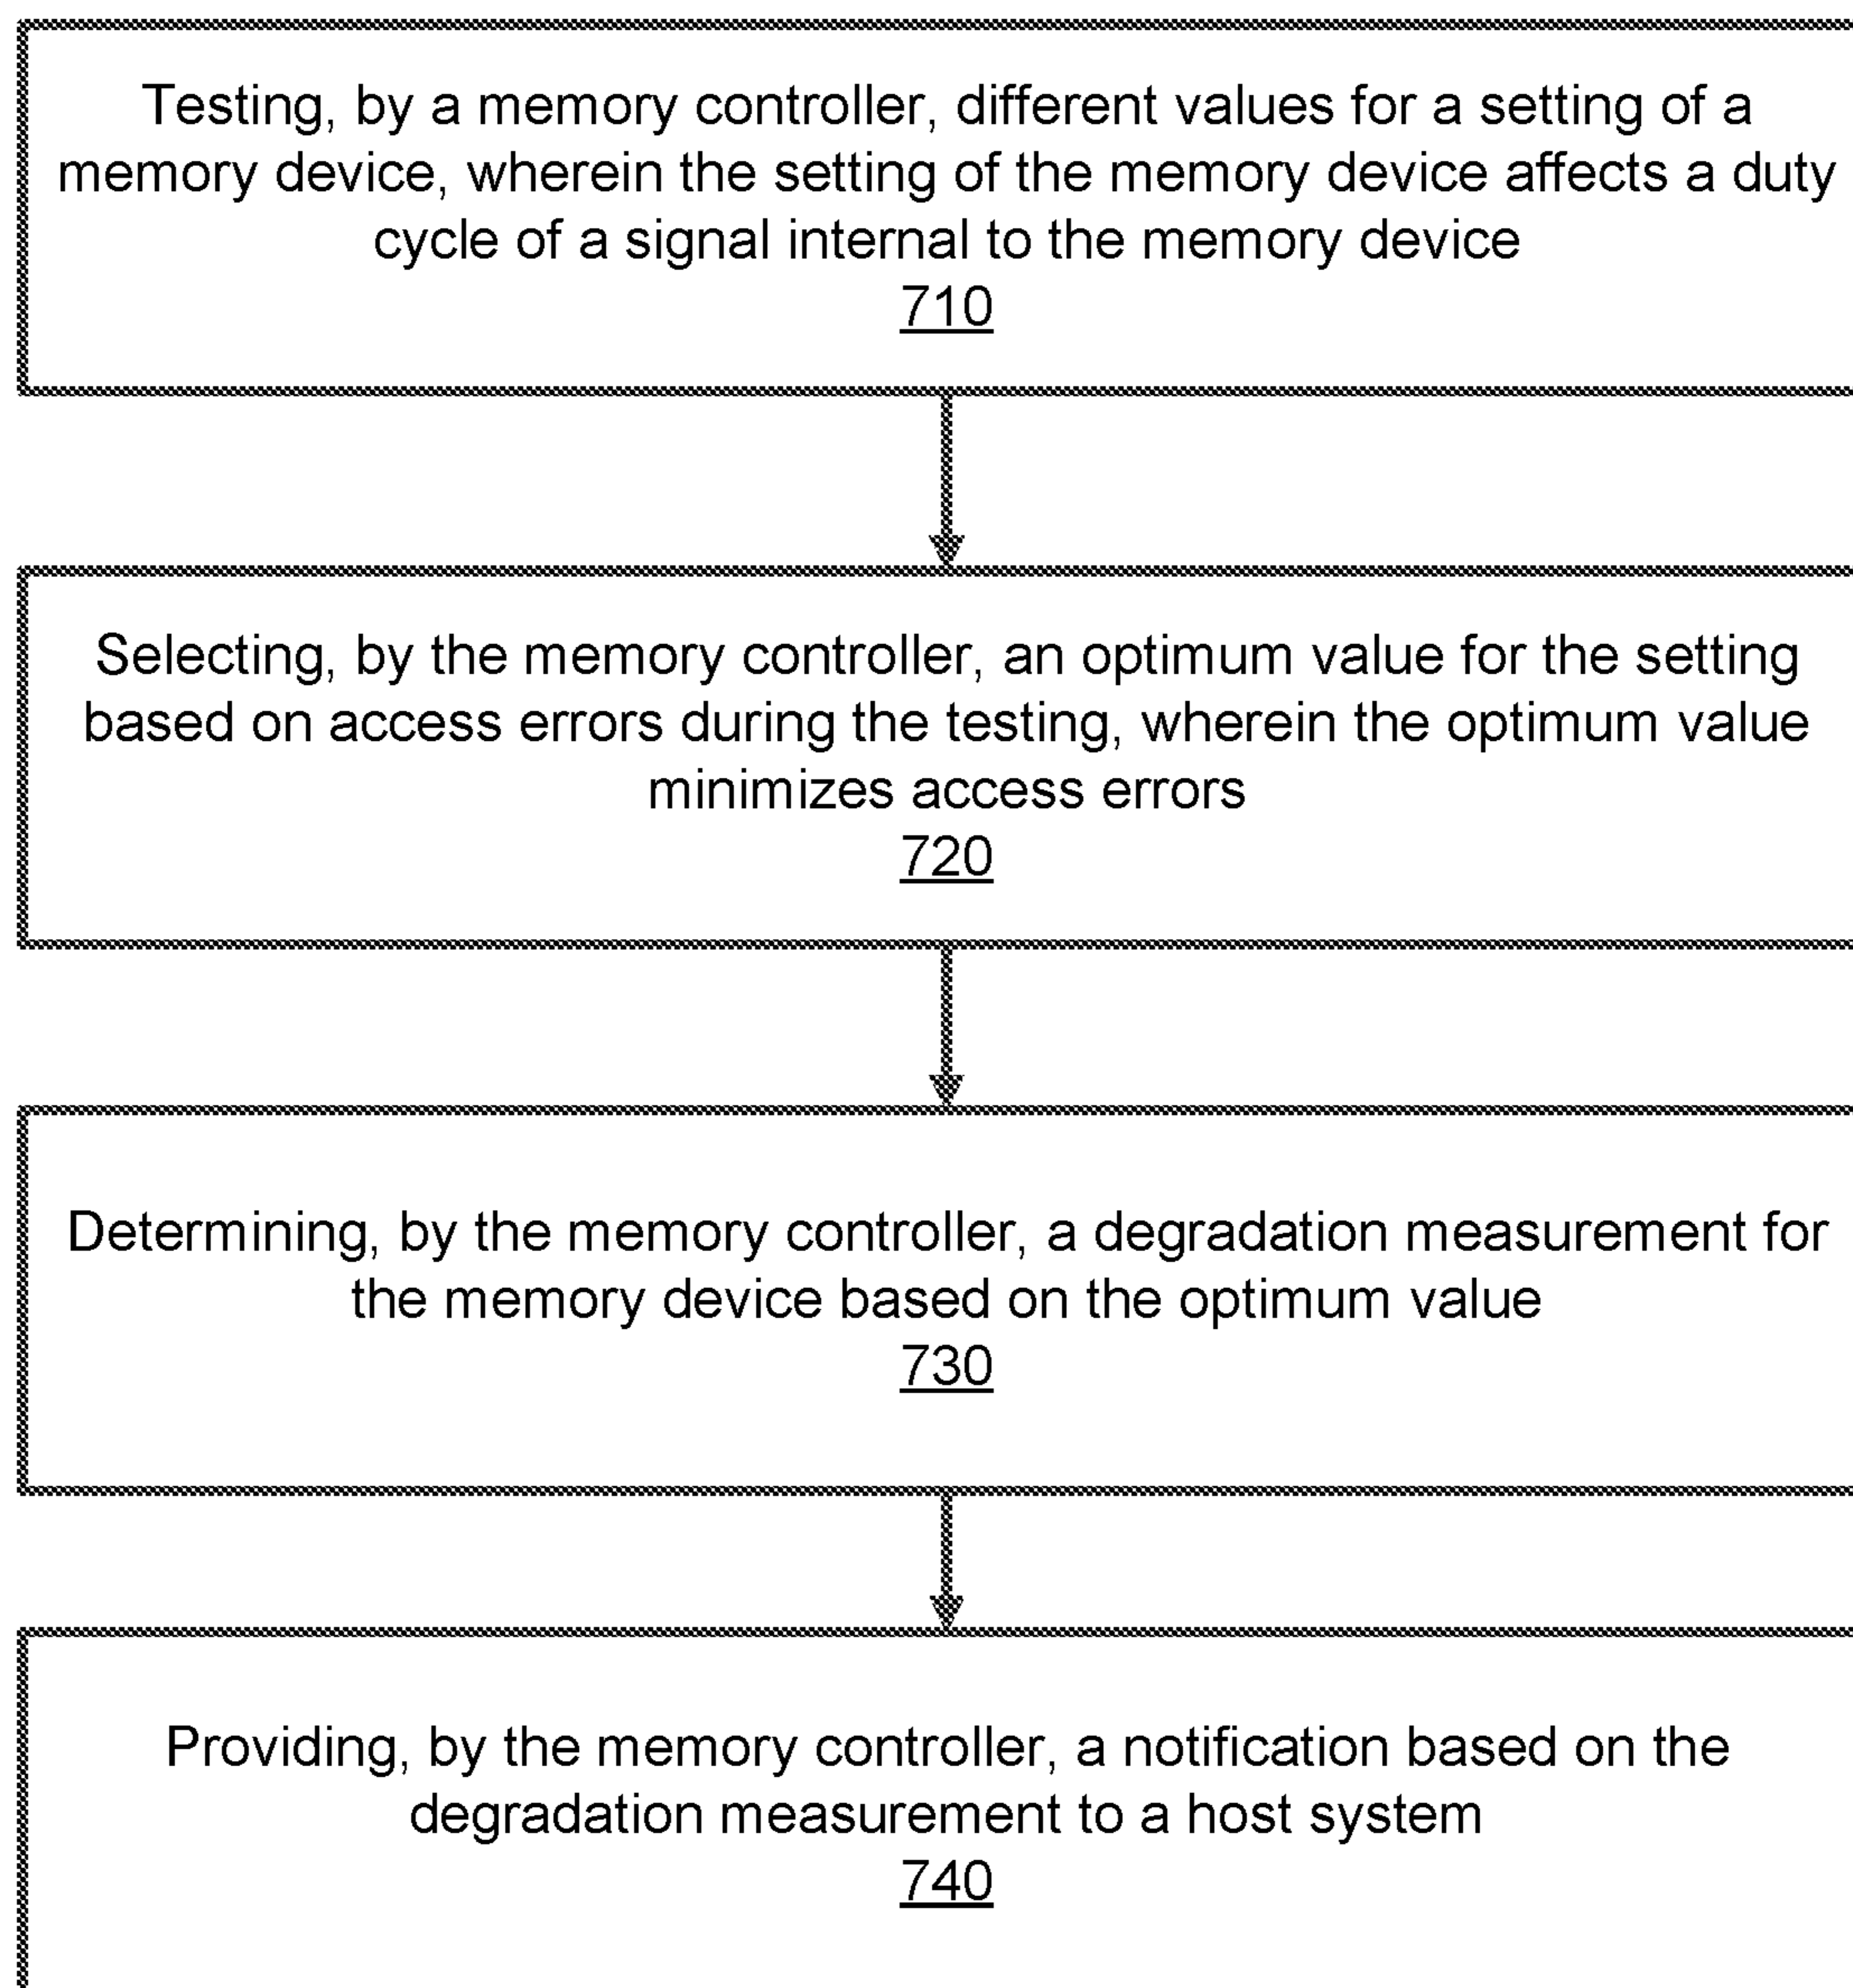 Testing, by a memory controller, different values for a setting of a
memory device, wherein the setting of the memory device affects a duty
cycle of a signal internal to the memory device
710
Selecting, by the memory controller, an optimum value for the setting
based on access errors during the testing, wherein the optimum value
minimizes access errors
720
Determining, by the memory controller, a degradation measurement for
the memory device based on the optimum value
730
Providing, by the memory controller, a notification based on the
degradation measurement to a host system
740